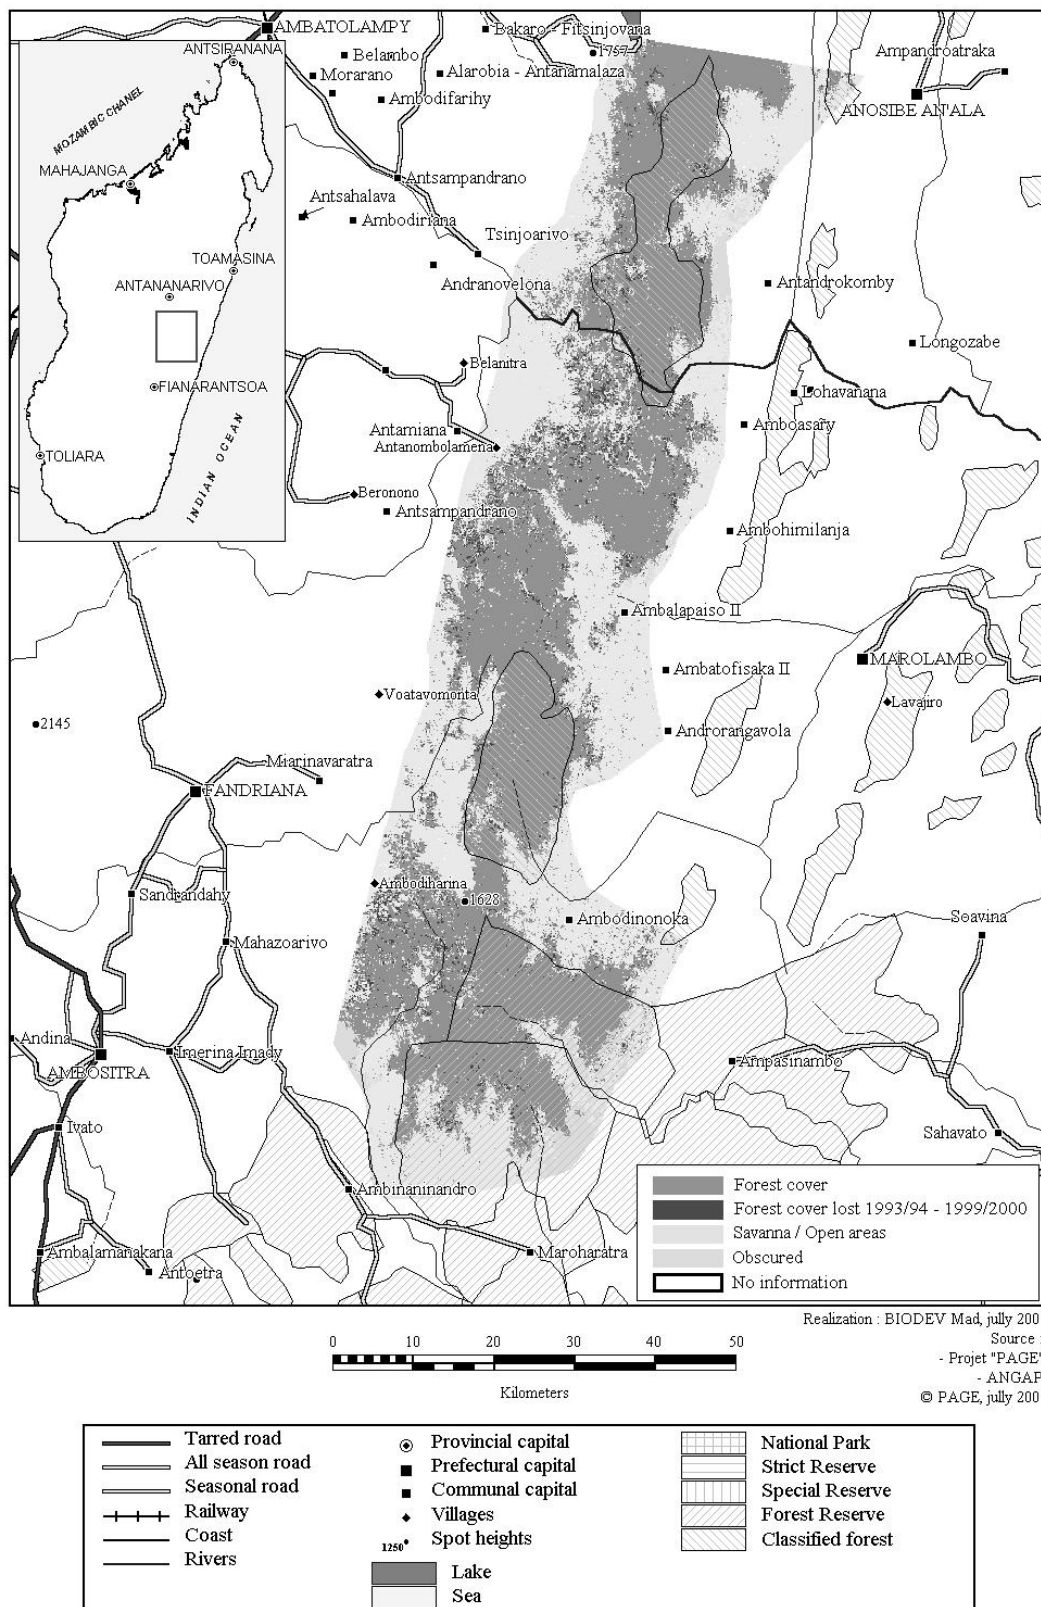 AMBATOLAMPY
Bakaro - Fitsinjovana
1757
Ampandroatraka
ANTSIRANANA
Belambo
Morarano
Alarobia - Antanamalaza
Ambodifarihy
ANOSIBE AN'ALA
MOZAMBIC CHANEL
MAHAJANGA
Antsampandrano
Antsahalava
Ambodiriana
Tsinjoarivo
TOAMASINA
Andranovelona
ANTANANARIVO
Antandrokomby
Longozabe
Belanitra
FIANARANTSOA
Lohavanana
Antamiana
Amboasary
Antanombolamena
TOLIARA
INDIAN OCEAN
Beronono
Antsampandrano
Ambohimilanja
Ambalapaiso II
MAROLAMBO
Ambatofisaka II
Voatavomonta
Lavajiro
2145
Androrangavola
Miarinavaratra
FANDRIANA
Ambodiharina
Sandrandahy
1628
Ambodinonoka
Soavina
Mahazoarivo
Andina
Imerina Imady
AMBOSITRA
Ampasinambo
Ivato
Sahavato
Ambinaninandro
Forest cover
Forest cover lost 1993/94 - 1999/2000
Savanna / Open areas
Obscured
No information
Ambalamanakana
Maroharatra
Antoetra
Realization : BIODEV Mad, jully 200
Source :
- Projet "PAGE"
- ANGAP
© PAGE, jully 200
0 10 20 30 40 50
Kilometers
Tarred road
All season road
Seasonal road
Railway
Coast
Rivers
Provincial capital
Prefectural capital
Communal capital
Villages
1250 Spot heights
Lake
Sea
National Park
Strict Reserve
Special Reserve
Forest Reserve
Classified forest